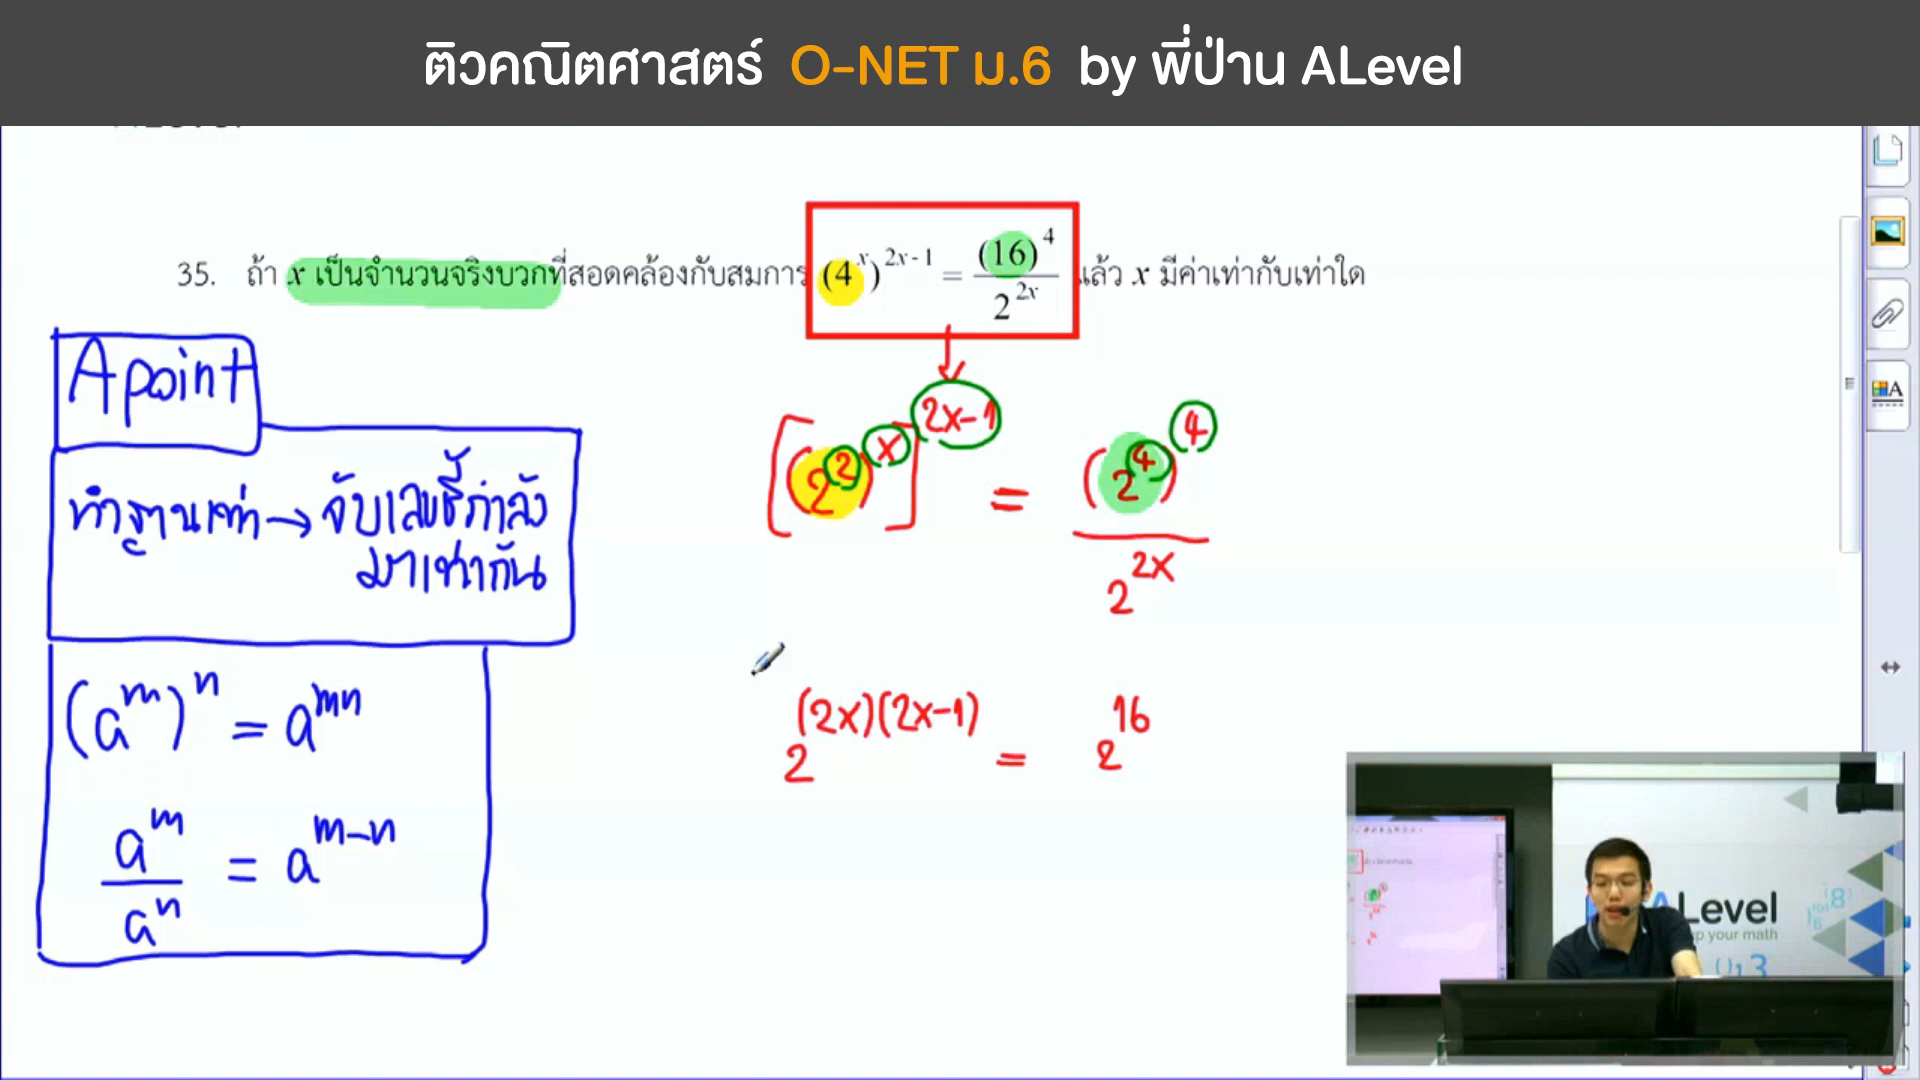 ติวคณิตศาสตร์ O-NET ม.6 by พี่ป่าน ALevel
35. ถ้า x เป็นจำนวนจริงบวกที่สอดคล้องกับสมการ (4^x)^{2x-1} = (16)^4 / 2^{2x} แล้ว x มีค่าเท่ากับเท่าใด
A point
ทำฐานเท่า → จับเลขชี้กำลัง
มาเท่ากัน
[(2^2)^x]^{2x-1} = (2^4)^4 / 2^{2x}
(a^m)^n = a^{mn}
2^{(2x)(2x-1)} = 2^{16}
a^m / a^n = a^{m-n}
ALevel
up your math